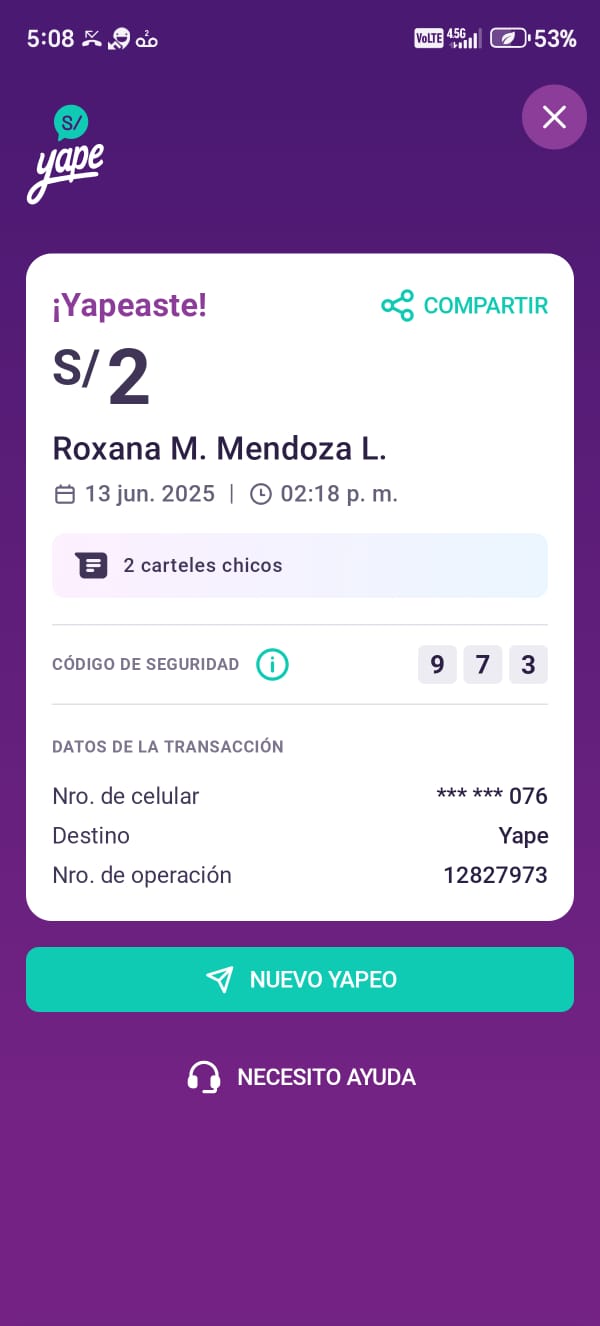 5:08 VoLTE 4.5G 53%
S/
yape
¡Yapeaste!
COMPARTIR
S/ 2
Roxana M. Mendoza L.
13 jun. 2025 | 02:18 p. m.
2 carteles chicos
CÓDIGO DE SEGURIDAD 9 7 3
DATOS DE LA TRANSACCIÓN
Nro. de celular *** *** 076
Destino Yape
Nro. de operación 12827973
NUEVO YAPEO
NECESITO AYUDA